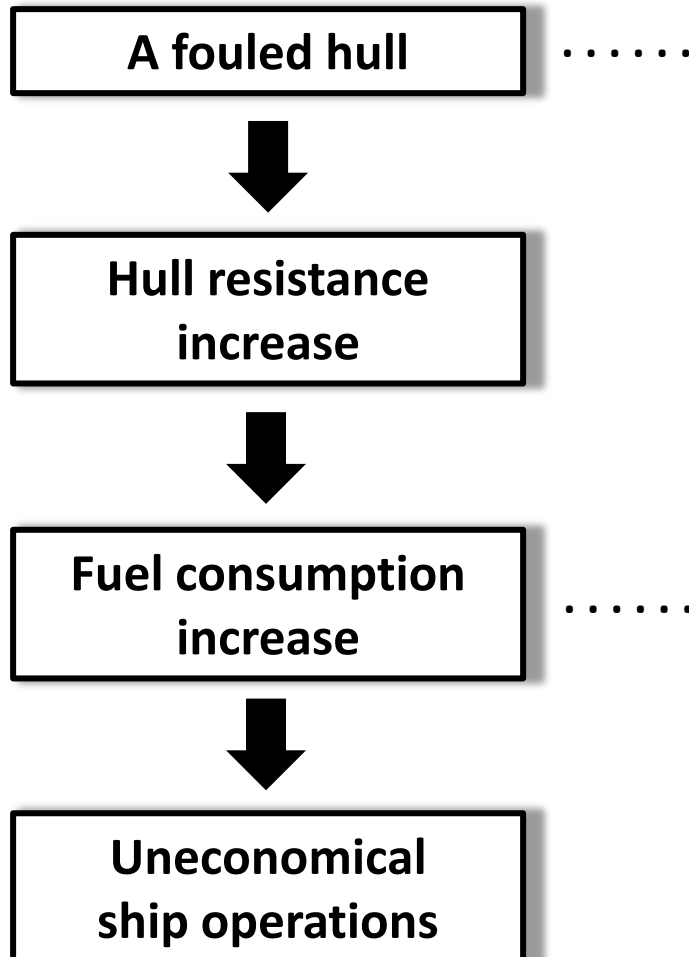 A fouled hull
Hull resistance
increase
Fuel consumption
increase
Uneconomical
ship operations